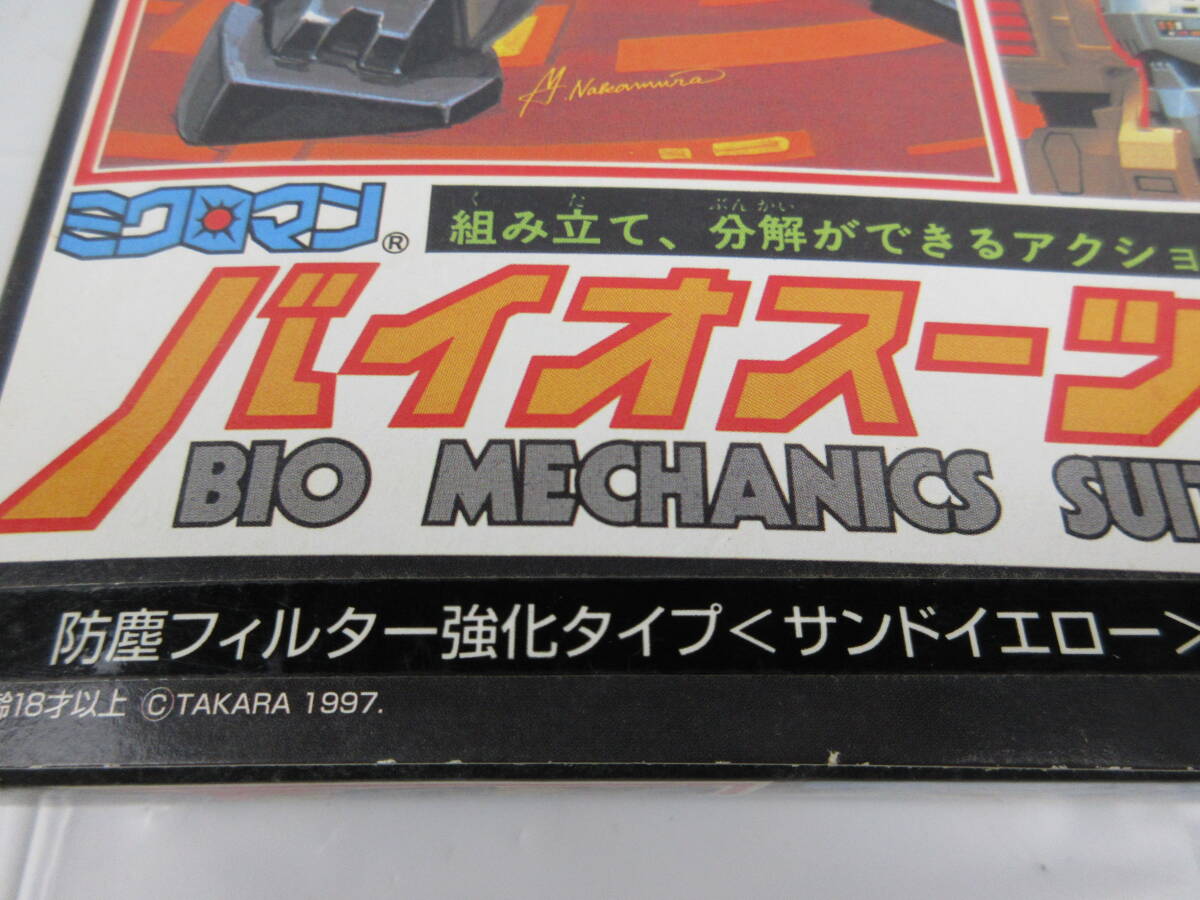 M. Nakamura
ミクロマン®
組み立て、分解ができるアクショ
く だ ぶんかい
バイオスーツ
BIO MECHANICS SUIT
防塵フィルター強化タイプ<サンドイエロー>
齢18才以上 ©TAKARA 1997.